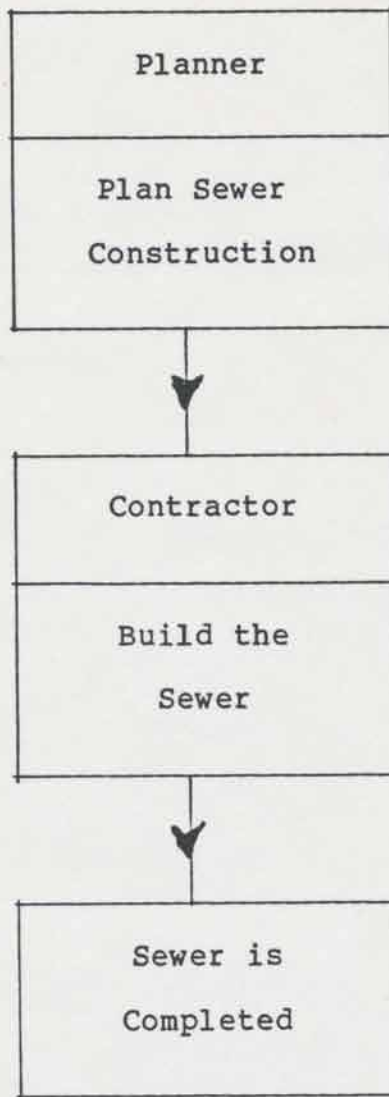 Planner
Plan Sewer
Construction
Contractor
Build the
Sewer
Sewer is
Completed